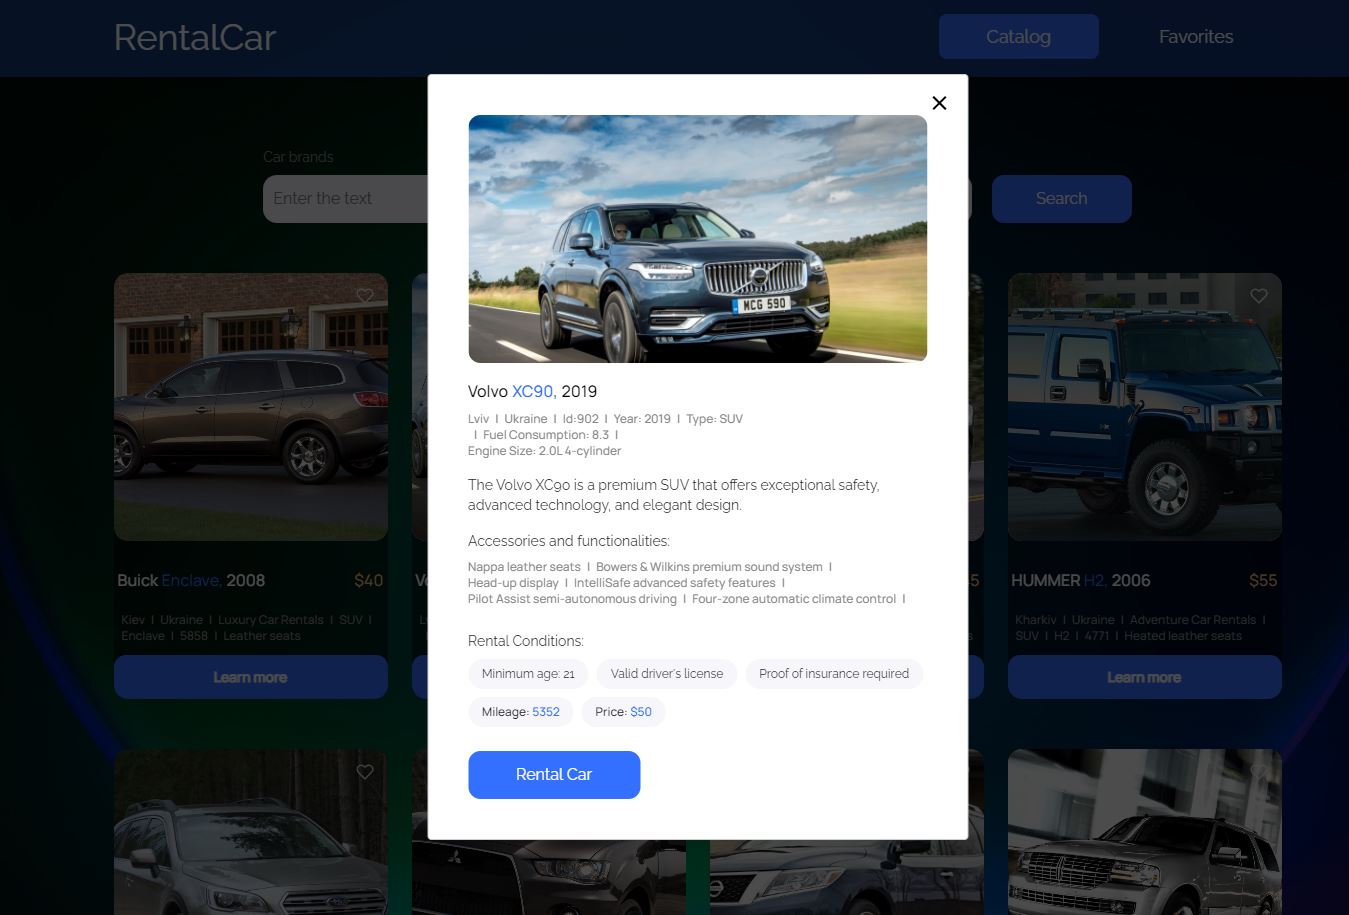 RentalCar
Catalog
Favorites
Car brands
Enter the text
Search
MCG 590
Volvo XC90, 2019
Lviv | Ukraine | Id:902 | Year: 2019 | Type: SUV
| Fuel Consumption: 8.3 |
Engine Size: 2.0L 4-cylinder
The Volvo XC90 is a premium SUV that offers exceptional safety,
advanced technology, and elegant design.
Accessories and functionalities:
Nappa leather seats | Bowers & Wilkins premium sound system |
Head-up display | IntelliSafe advanced safety features |
Pilot Assist semi-autonomous driving | Four-zone automatic climate control |
Rental Conditions:
Minimum age: 21
Valid driver's license
Proof of insurance required
Mileage: 5352
Price: $50
Rental Car
Buick Enclave, 2008
$40
Kiev | Ukraine | Luxury Car Rentals | SUV |
Enclave | 5858 | Leather seats
Learn more
HUMMER H2, 2006
$55
Kharkiv | Ukraine | Adventure Car Rentals |
SUV | H2 | 4771 | Heated leather seats
Learn more